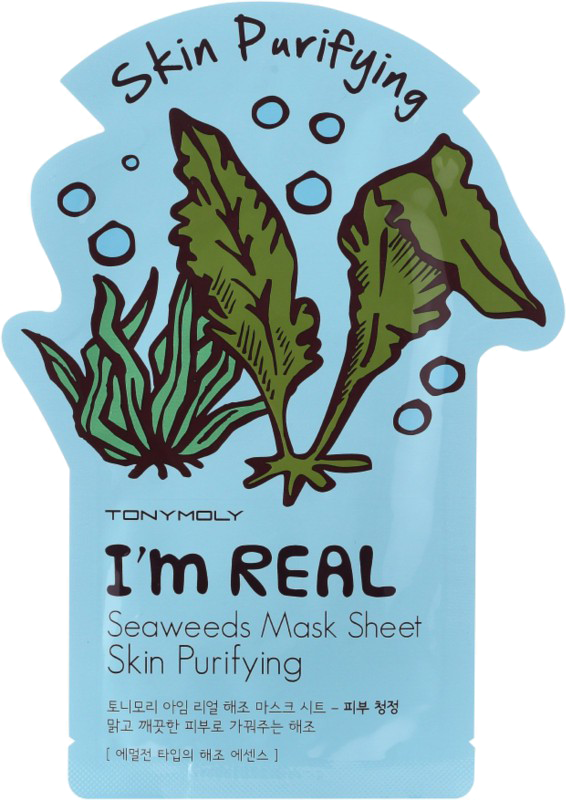 Skin Purifying
TONYMOLY
I'm REAL
Seaweeds Mask Sheet
Skin Purifying
토니모리 아임 리얼 해조 마스크 시트 – 피부 청정
맑고 깨끗한 피부로 가꿔주는 해조
[ 에멀전 타입의 해조 에센스 ]